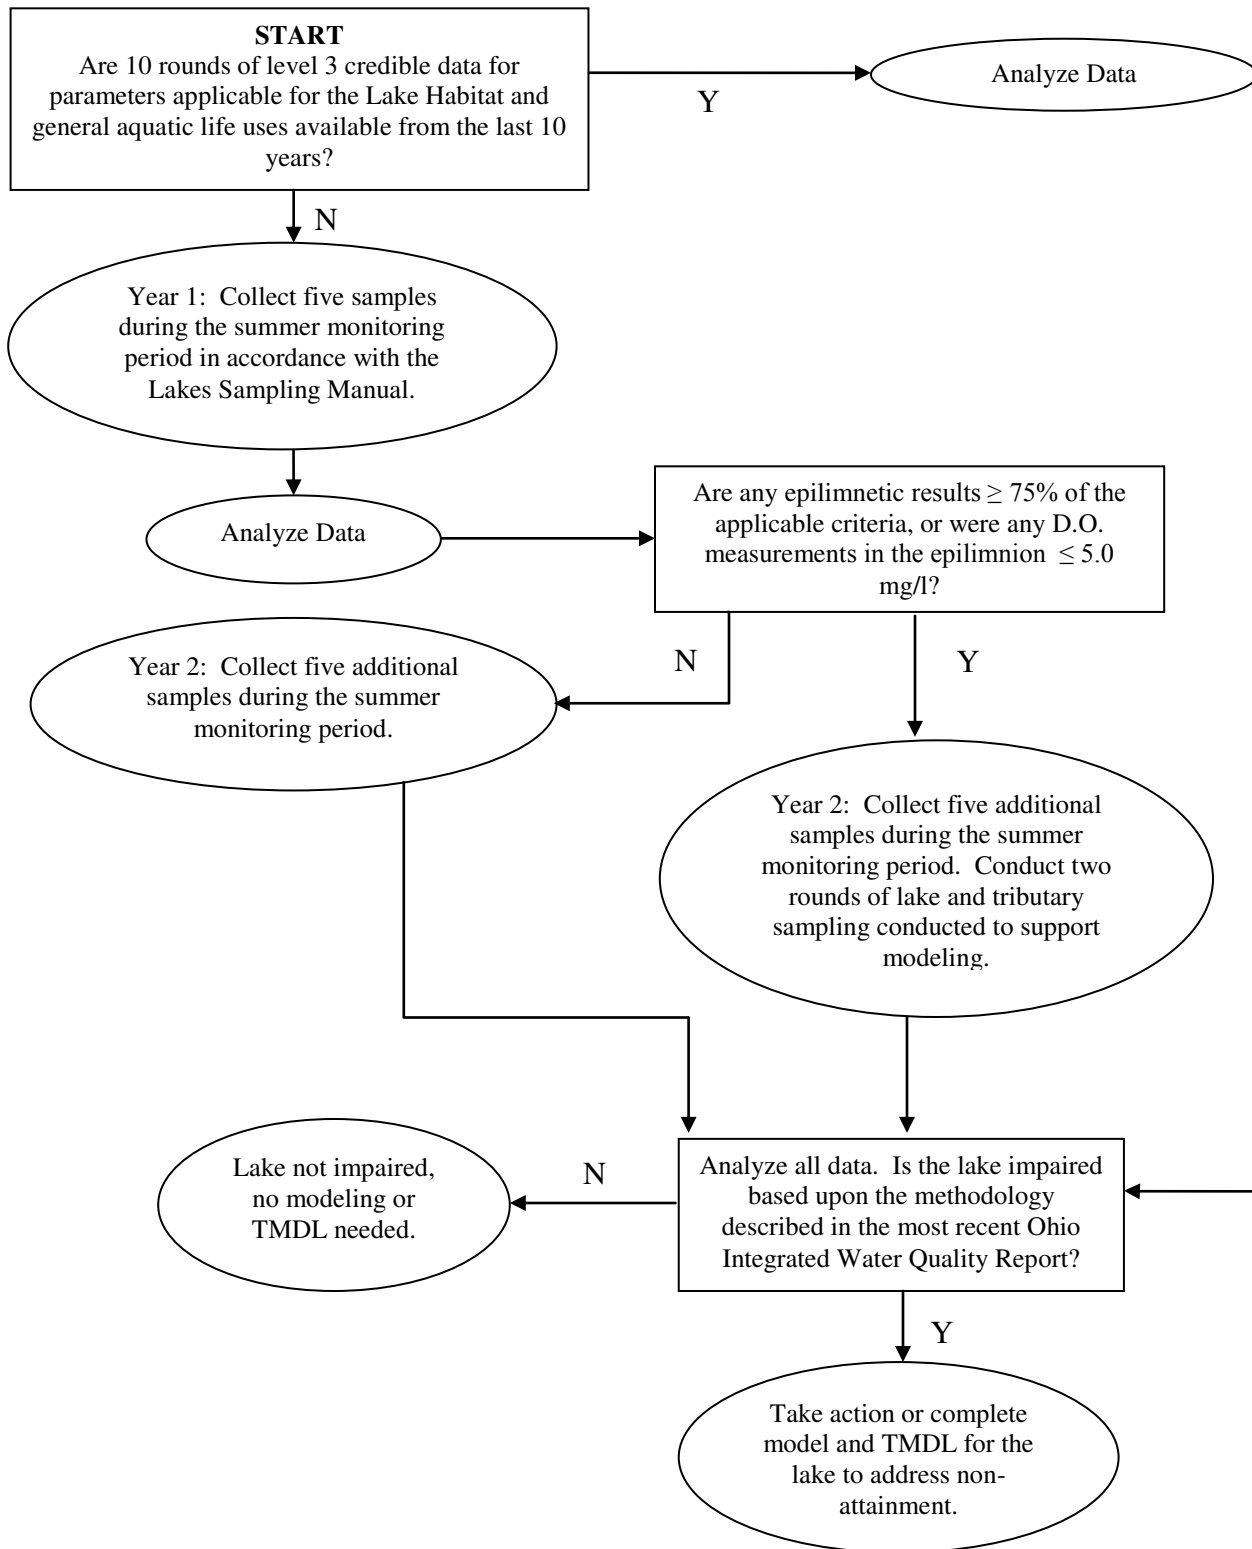 START
Are 10 rounds of level 3 credible data for
parameters applicable for the Lake Habitat and
general aquatic life uses available from the last 10
years?
Y
Analyze Data
N
Year 1: Collect five samples
during the summer monitoring
period in accordance with the
Lakes Sampling Manual.
Analyze Data
Are any epilimnetic results ≥ 75% of the
applicable criteria, or were any D.O.
measurements in the epilimnion ≤ 5.0
mg/l?
N
Y
Year 2: Collect five additional
samples during the summer
monitoring period.
Year 2: Collect five additional
samples during the summer
monitoring period. Conduct two
rounds of lake and tributary
sampling conducted to support
modeling.
Analyze all data. Is the lake impaired
based upon the methodology
described in the most recent Ohio
Integrated Water Quality Report?
N
Lake not impaired,
no modeling or
TMDL needed.
Y
Take action or complete
model and TMDL for the
lake to address non-
attainment.